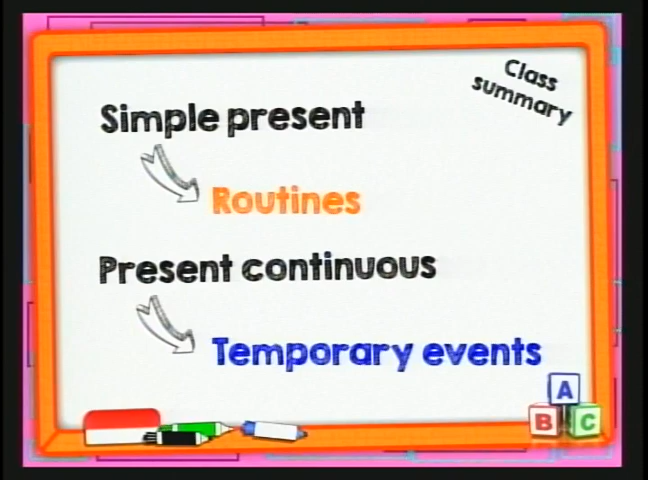 Class
summary
Simple present
Routines
Present continuous
Temporary events
A
B C